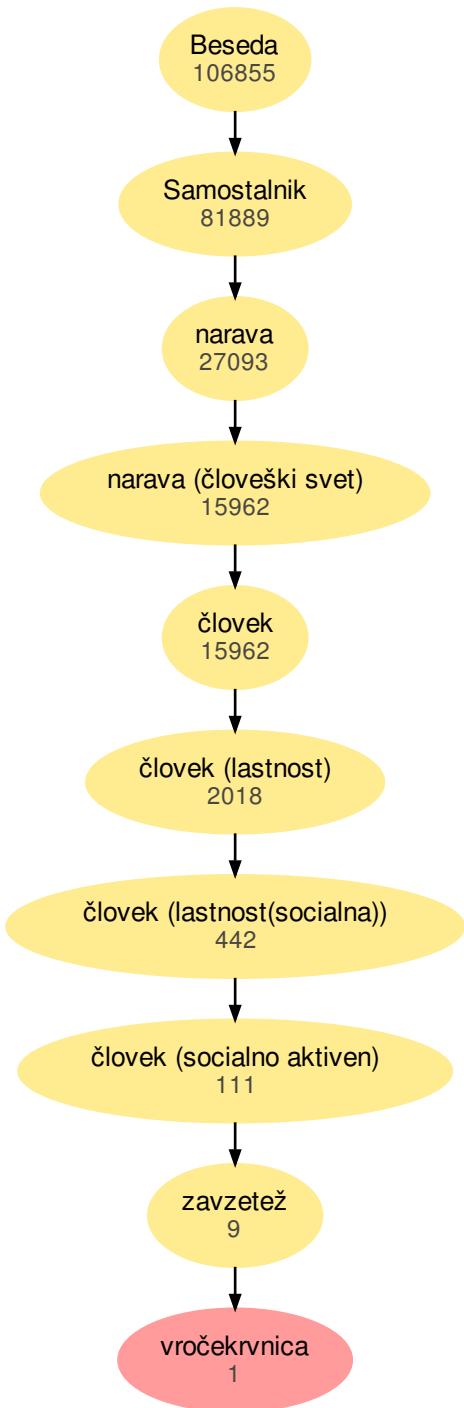 Beseda
106855
Samostalnik
81889
narava
27093
narava (človeški svet)
15962
človek
15962
človek (lastnost)
2018
človek (lastnost(socialna))
442
človek (socialno aktiven)
111
zavzetež
9
vročekrvnica
1